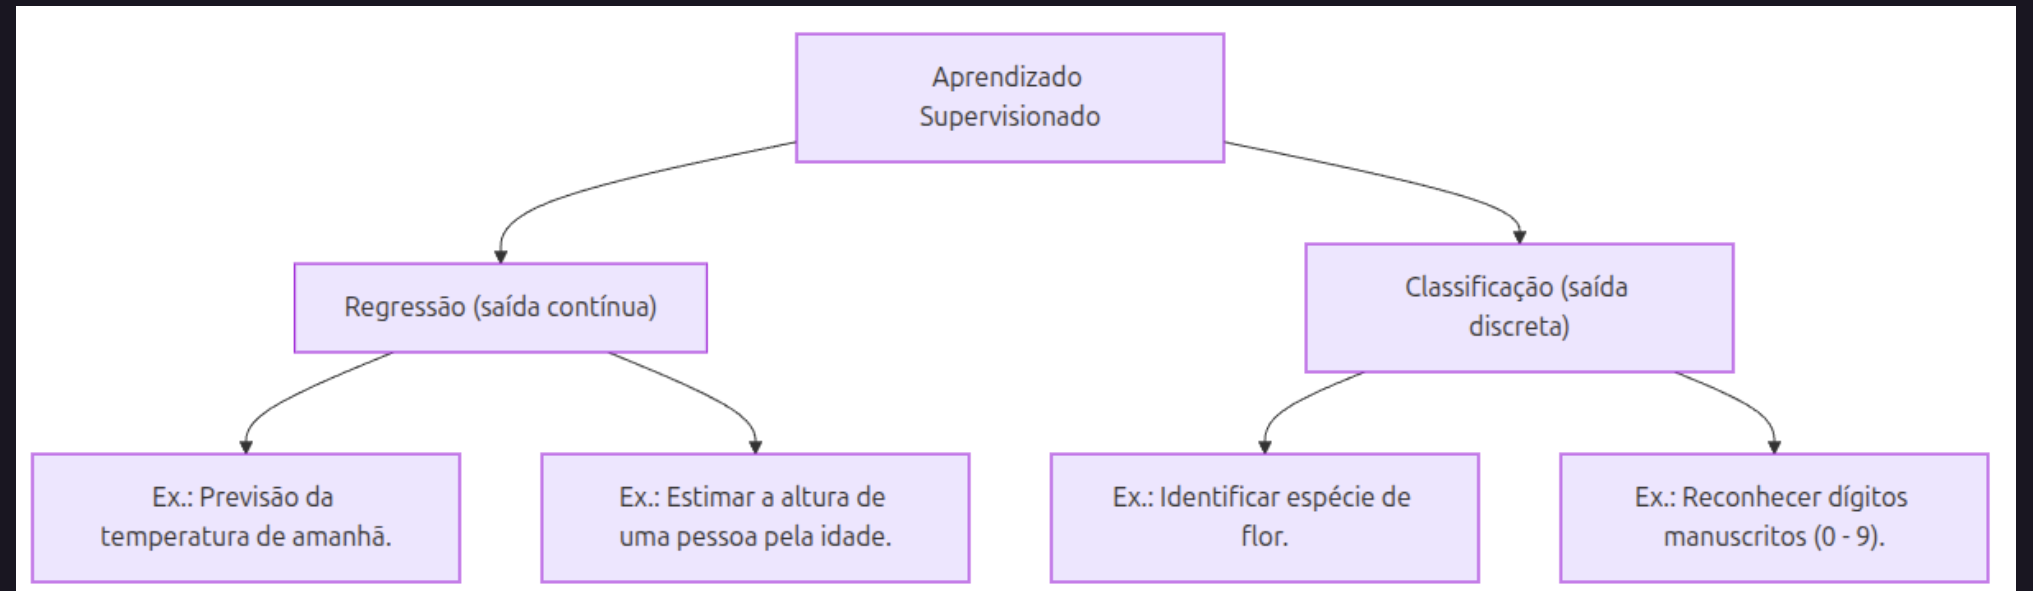 Aprendizado
Supervisionado
Regressão (saída contínua)
Classificação (saída
discreta)
Ex.: Previsão da
temperatura de amanhã.
Ex.: Estimar a altura de
uma pessoa pela idade.
Ex.: Identificar espécie de
flor.
Ex.: Reconhecer dígitos
manuscritos (0 - 9).